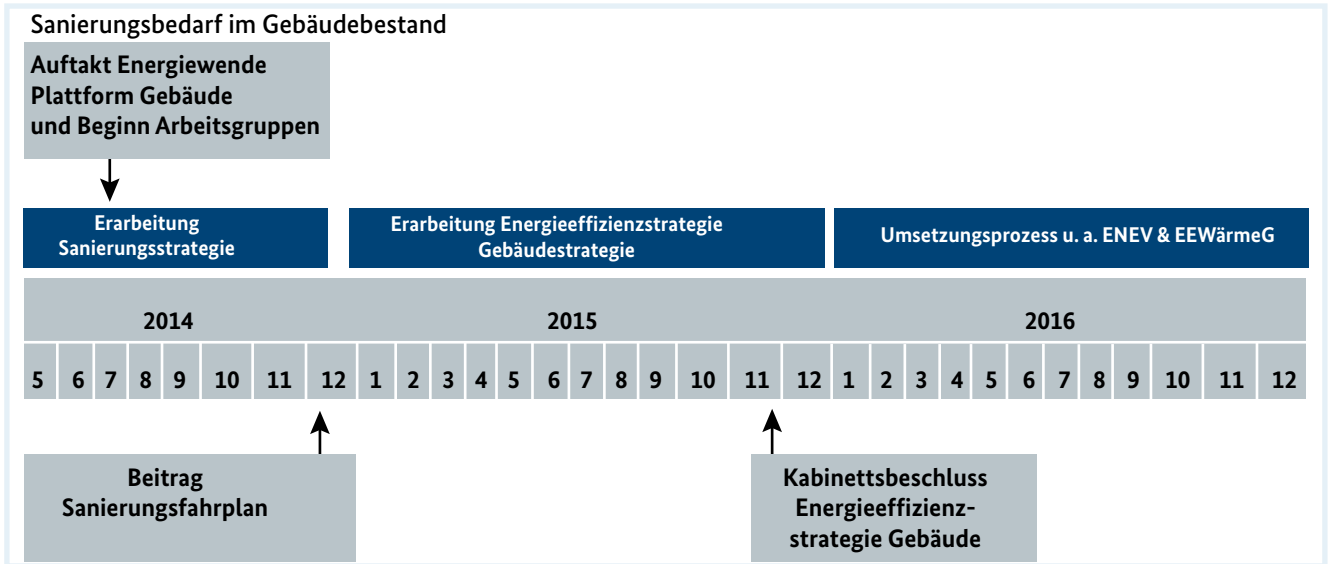 Sanierungsbedarf im Gebäudebestand
Auftakt Energiewende
Plattform Gebäude
und Beginn Arbeitsgruppen
Erarbeitung
Sanierungsstrategie
Erarbeitung Energieeffizienzstrategie
Gebäudestrategie
Umsetzungsprozess u. a. ENEV & EEWärmeG
2014 2015 2016
5 6 7 8 9 10 11 12 1 2 3 4 5 6 7 8 9 10 11 12 1 2 3 4 5 6 7 8 9 10 11 12
Beitrag
Sanierungsfahrplan
Kabinettsbeschluss
Energieeffizienz-
strategie Gebäude